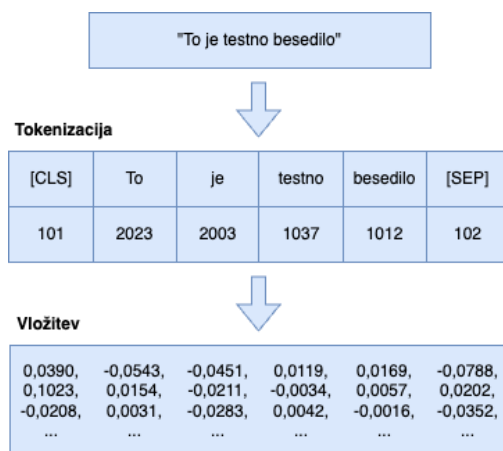 "To je testno besedilo"
Tokenizacija
[CLS] To je testno besedilo [SEP]
101 2023 2003 1037 1012 102
Vložitev
0,0390, -0,0543, -0,0451, 0,0119, 0,0169, -0,0788,
0,1023, 0,0154, -0,0211, -0,0034, 0,0057, 0,0202,
-0,0208, 0,0031, -0,0283, 0,0042, -0,0016, -0,0352,
... ... ... ... ... ...